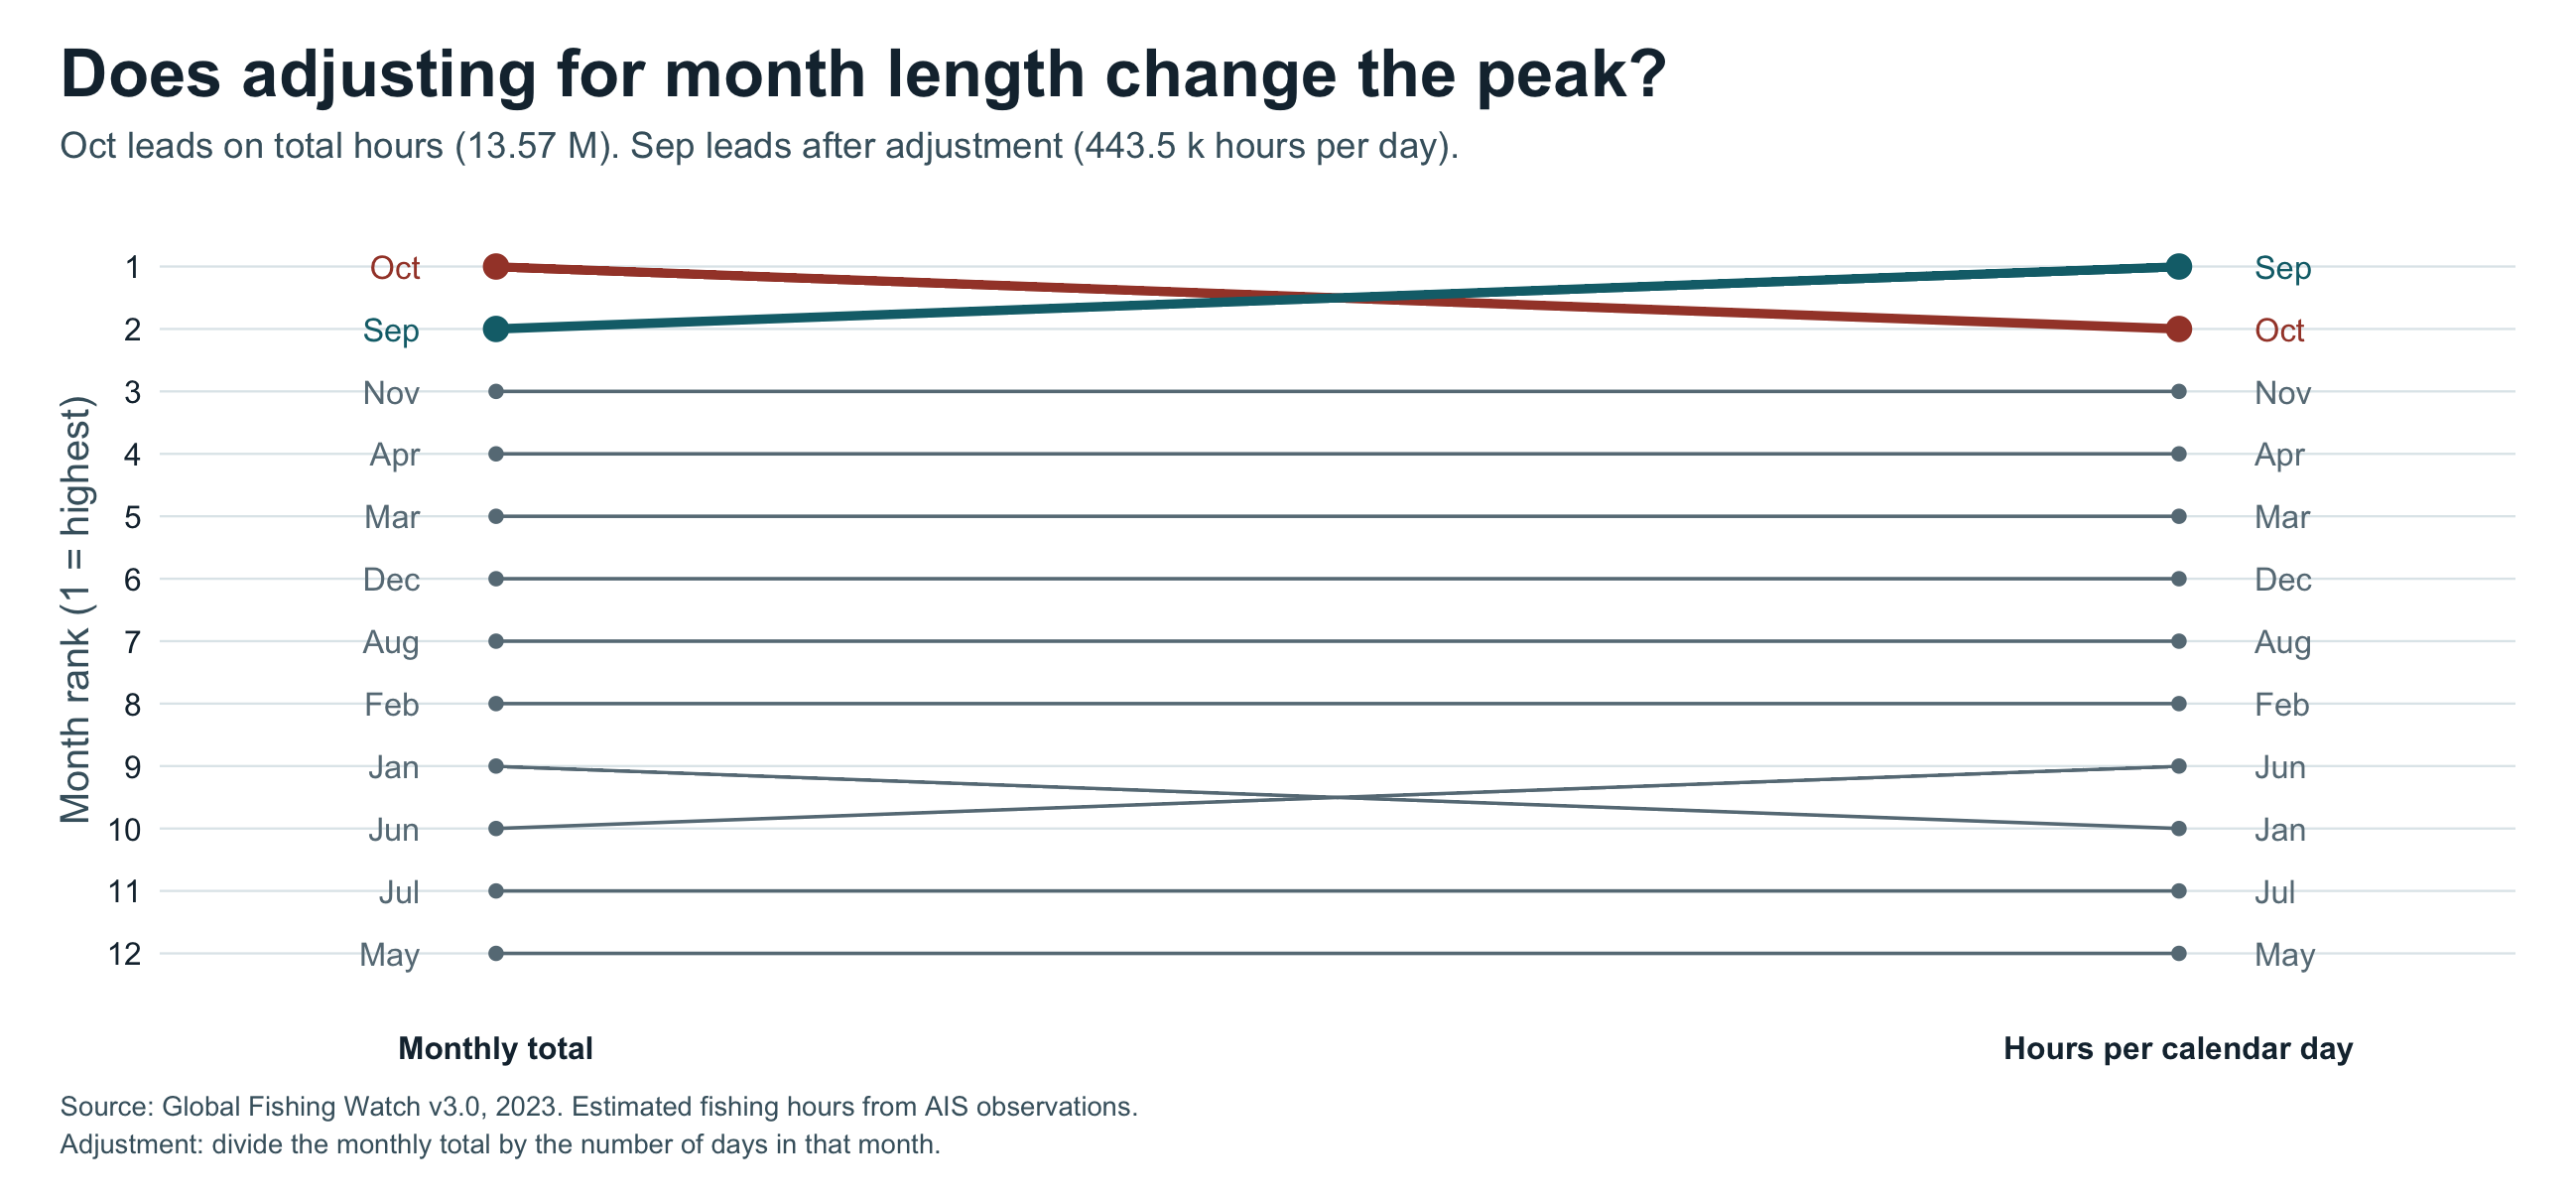 Does adjusting for month length change the peak?
Oct leads on total hours (13.57 M). Sep leads after adjustment (443.5 k hours per day).
Month rank (1 = highest)
1 Oct Sep
2 Sep Oct
3 Nov Nov
4 Apr Apr
5 Mar Mar
6 Dec Dec
7 Aug Aug
8 Feb Feb
9 Jan Jun
10 Jun Jan
11 Jul Jul
12 May May
Monthly total Hours per calendar day
Source: Global Fishing Watch v3.0, 2023. Estimated fishing hours from AIS observations.
Adjustment: divide the monthly total by the number of days in that month.